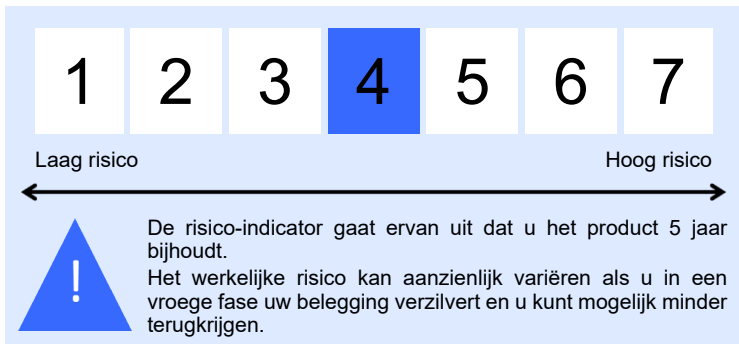 1 2 3 4 5 6 7
Laag risico Hoog risico
De risico-indicator gaat ervan uit dat u het product 5 jaar
bijhoudt.
Het werkelijke risico kan aanzienlijk variëren als u in een
vroege fase uw belegging verzilvert en u kunt mogelijk minder
terugkrijgen.
!